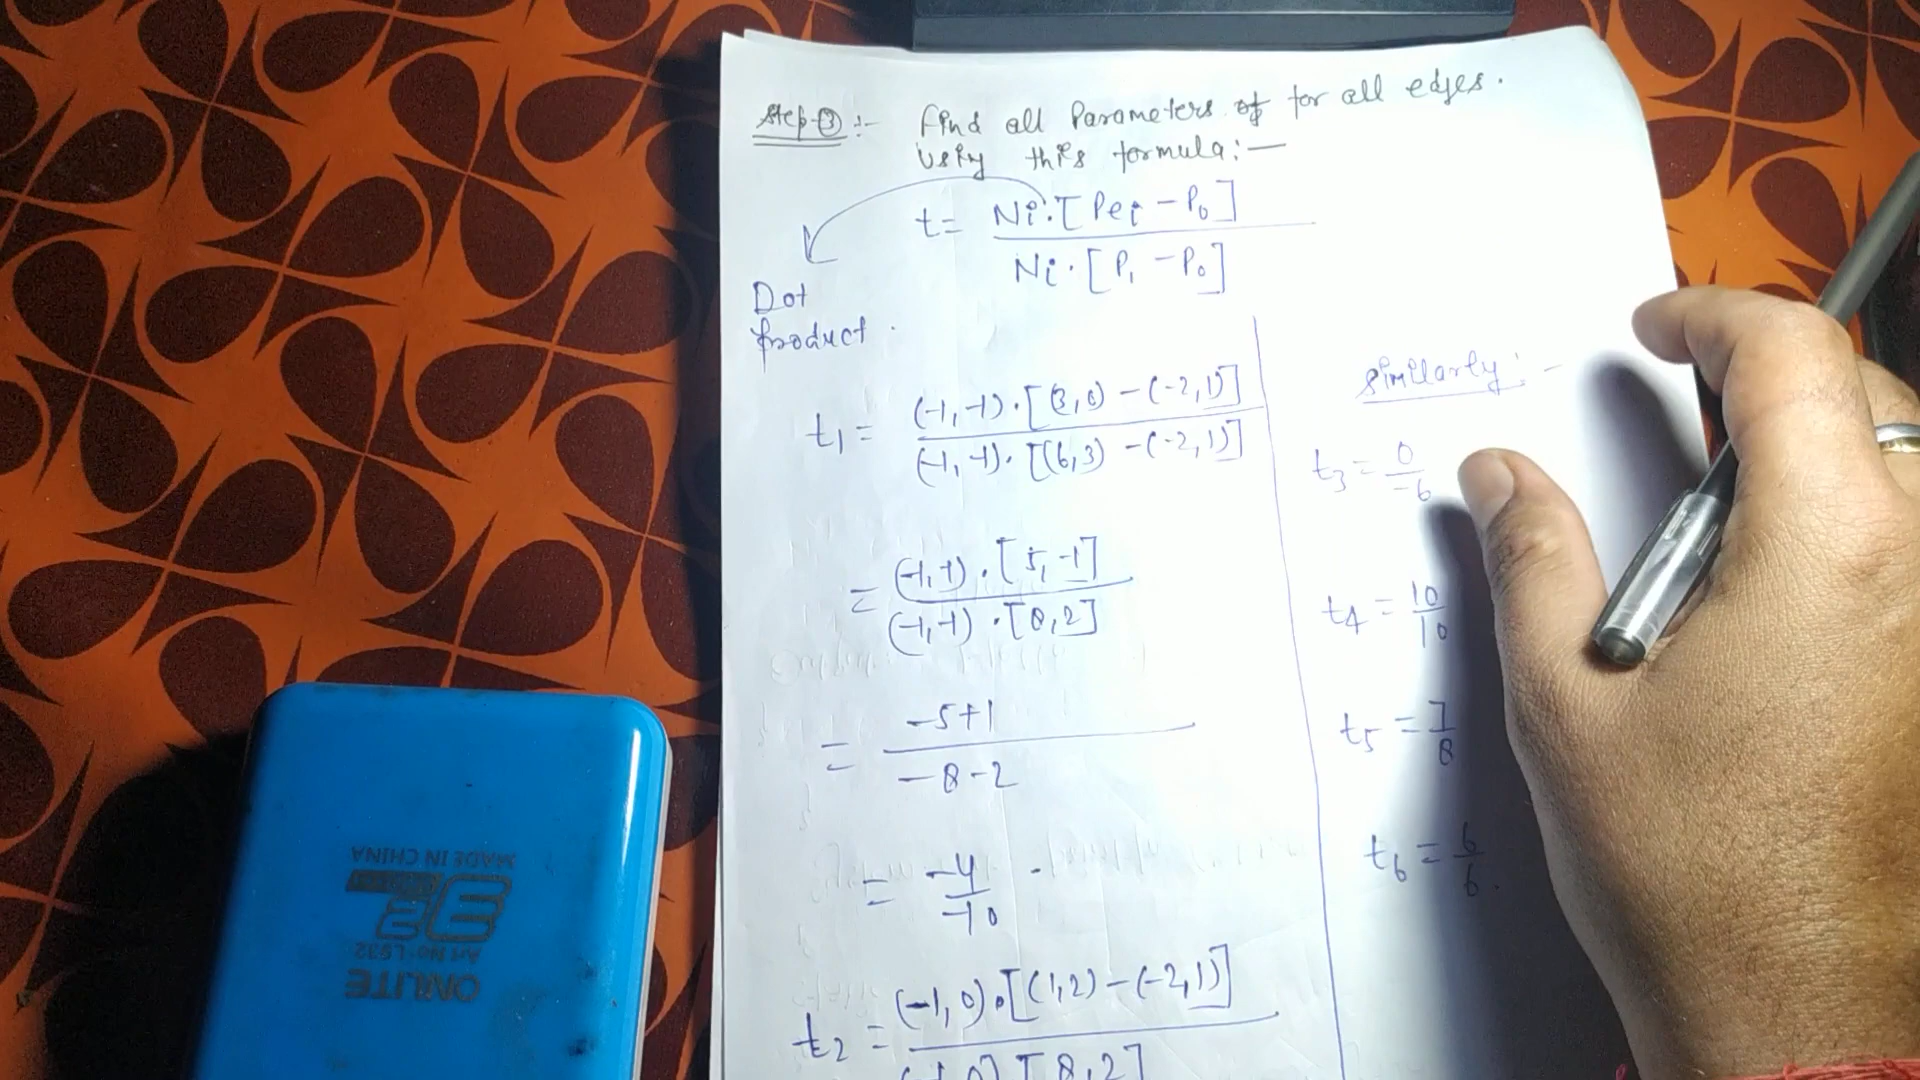 Step-③:- Find all Parameters of for all edges.
using this formula:—
t = Ni·[Pei - P0]
Ni·[P1 - P0]
Dot
product.
t1 = (-1,-1)·[(3,0) - (-2,1)]
(-1,-1)·[(6,3) - (-2,1)]
= (-1,-1)·[5,-1]
(-1,-1)·[8,2]
= -5+1
-8-2
= -4
-10
t2 = (-1,0)·[(1,2) - (-2,1)]
[8,2]
Similarly:-
t3 = 0
-6
t4 = 10
10
t5 = 7
8
t6 = 6
6.
MADE IN CHINA
Art No: L932
ONLITE